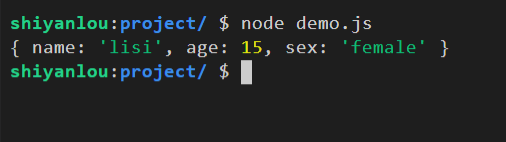 shiyanlou:project/ $ node demo.js
{ name: 'lisi', age: 15, sex: 'female' }
shiyanlou:project/ $